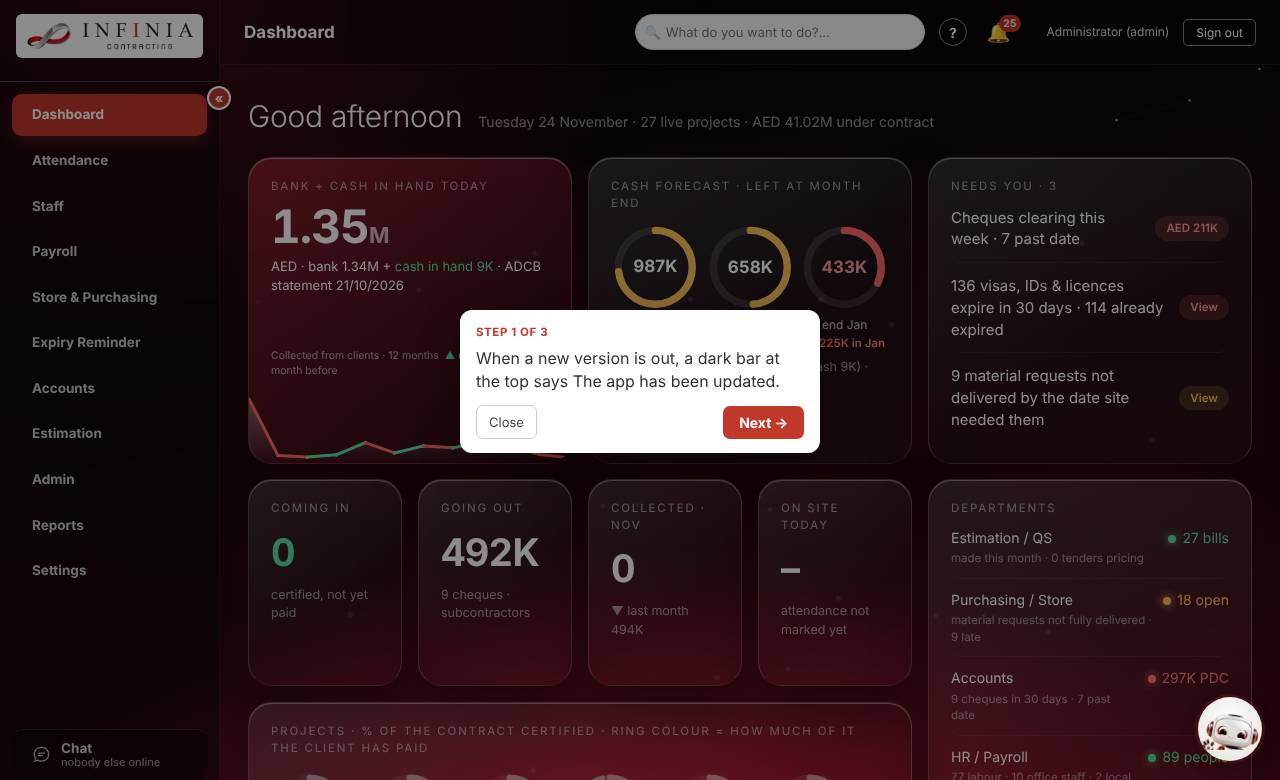 INFINIA
CONTRACTING
Dashboard
What do you want to do?...
?
25
Administrator (admin)
Sign out
«
Dashboard
Attendance
Staff
Payroll
Store & Purchasing
Expiry Reminder
Accounts
Estimation
Admin
Reports
Settings
Chat
nobody else online
Good afternoon
Tuesday 24 November · 27 live projects · AED 41.02M under contract
BANK + CASH IN HAND TODAY
1.35M
AED · bank 1.34M + cash in hand 9K · ADCB
statement 21/10/2026
Collected from clients · 12 months ▲
month before
CASH FORECAST · LEFT AT MONTH
END
987K
658K
433K
end Jan
225K in Jan
NEEDS YOU · 3
Cheques clearing this
week · 7 past date
AED 211K
136 visas, IDs & licences
expire in 30 days · 114 already
expired
View
9 material requests not
delivered by the date site
needed them
View
STEP 1 OF 3
When a new version is out, a dark bar at
the top says The app has been updated.
Close
Next →
COMING IN
0
certified, not yet
paid
GOING OUT
492K
9 cheques ·
subcontractors
COLLECTED ·
NOV
0
▼ last month
494K
ON SITE
TODAY
–
attendance not
marked yet
DEPARTMENTS
Estimation / QS
27 bills
made this month · 0 tenders pricing
Purchasing / Store
18 open
material requests not fully delivered ·
9 late
Accounts
297K PDC
9 cheques in 30 days · 7 past
date
HR / Payroll
89 people
77 labour · 10 office staff · 2 local
PROJECTS · % OF THE CONTRACT CERTIFIED · RING COLOUR = HOW MUCH OF IT
THE CLIENT HAS PAID